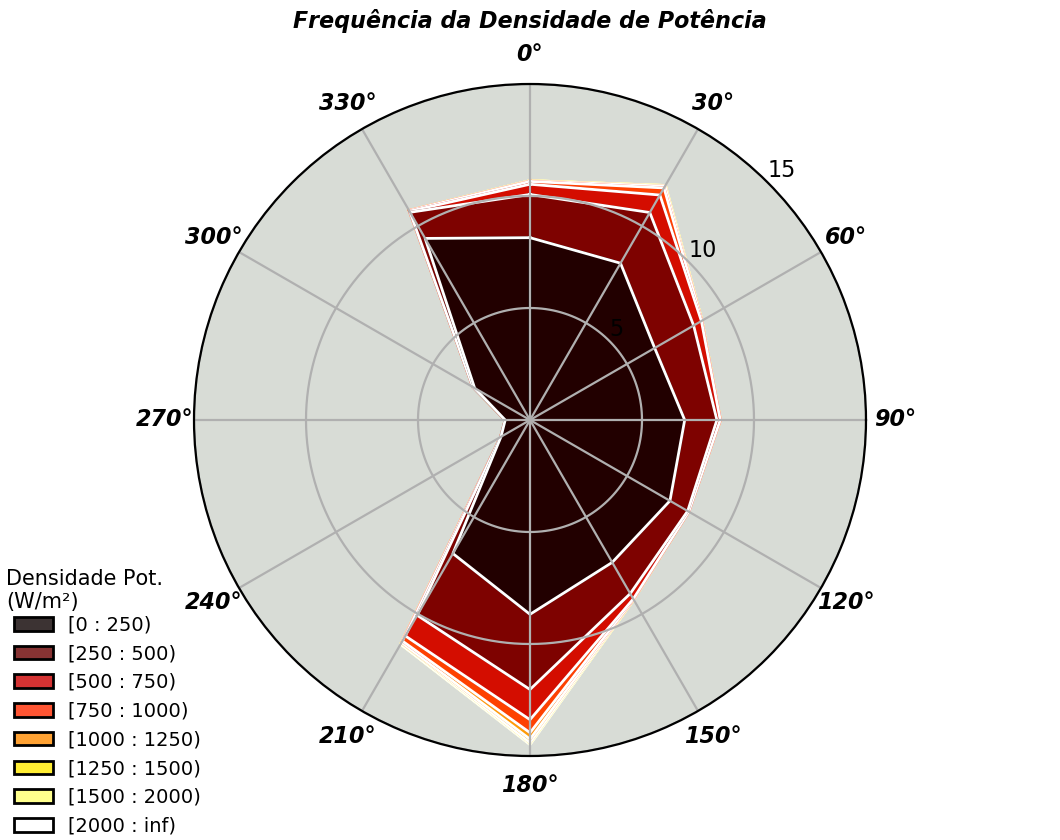 Frequência da Densidade de Potência
0°
330°
30°
15
300°
60°
10
5
270°
90°
240°
120°
210°
150°
180°
Densidade Pot.
(W/m²)
[0 : 250)
[250 : 500)
[500 : 750)
[750 : 1000)
[1000 : 1250)
[1250 : 1500)
[1500 : 2000)
[2000 : inf)